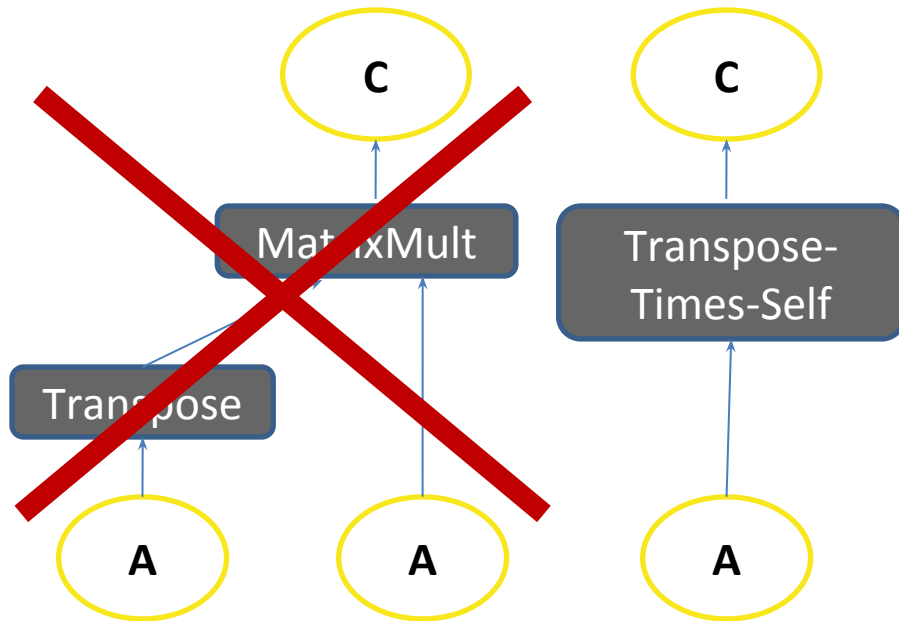 C
C
MatrixMult
Transpose-
Times-Self
Transpose
A
A
A